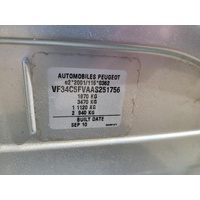 AUTOMOBILES PEUGEOT
e2*2001/116*0362
VF34C5FVAAS251756
1870 KG
3470 KG
1 1120 KG
2 940 KG
BUILT DATE
SEP 10